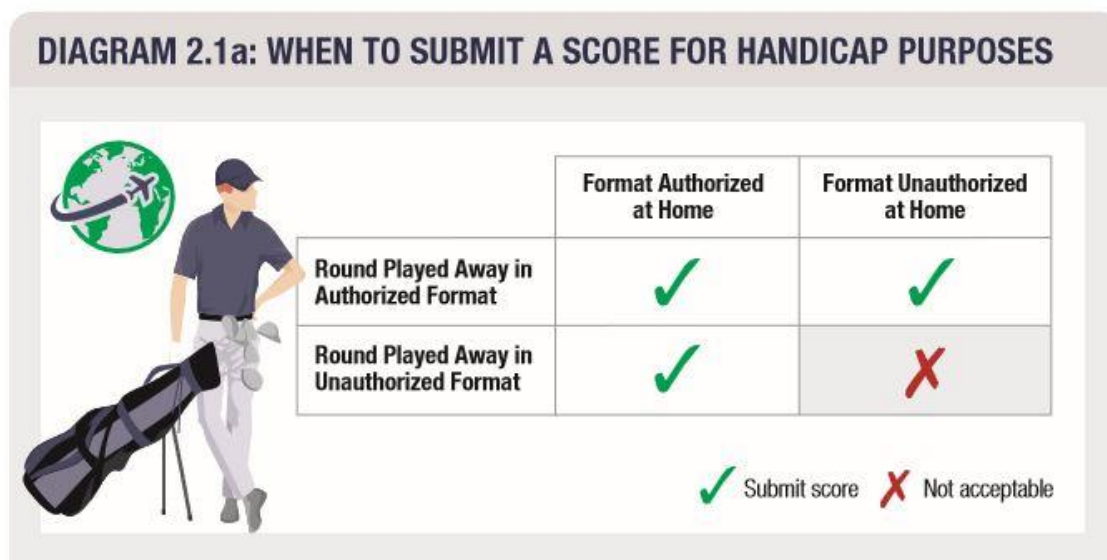 DIAGRAM 2.1a: WHEN TO SUBMIT A SCORE FOR HANDICAP PURPOSES
Format Authorized
at Home
Format Unauthorized
at Home
Round Played Away in
Authorized Format
Round Played Away in
Unauthorized Format
Submit score
Not acceptable